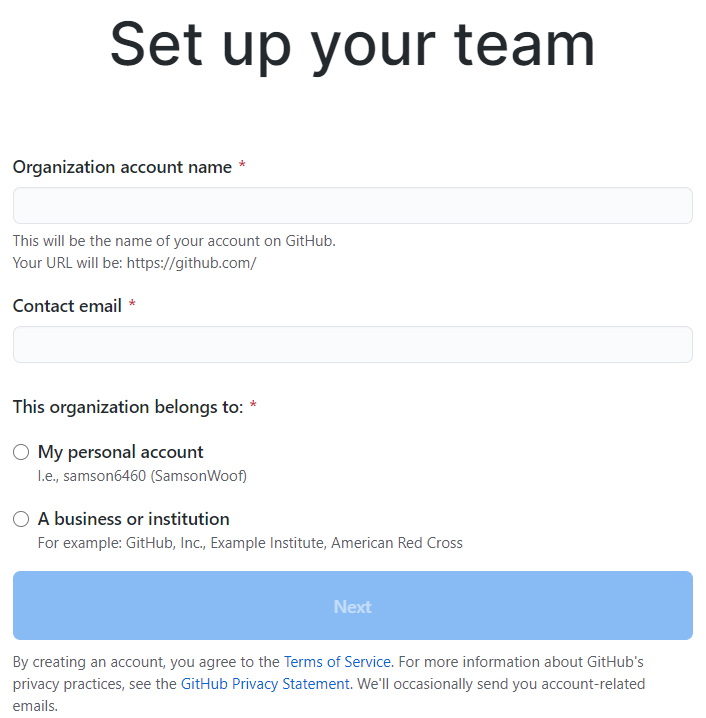 Set up your team
Organization account name *
This will be the name of your account on GitHub.
Your URL will be: https://github.com/
Contact email *
This organization belongs to: *
My personal account
I.e., samson6460 (SamsonWoof)
A business or institution
For example: GitHub, Inc., Example Institute, American Red Cross
Next
By creating an account, you agree to the Terms of Service. For more information about GitHub's
privacy practices, see the GitHub Privacy Statement. We'll occasionally send you account-related
emails.